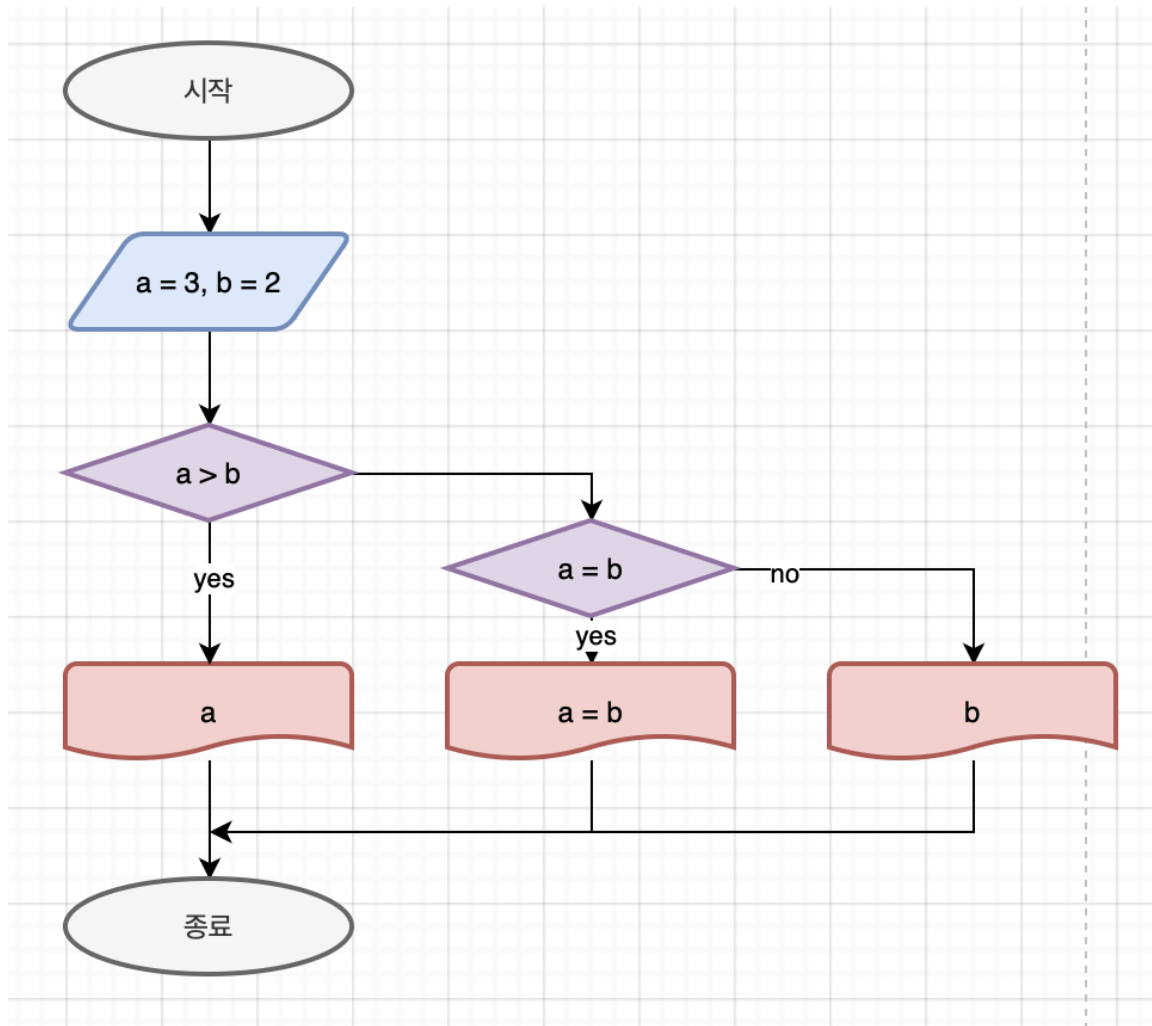 시작
a = 3, b = 2
a > b
a = b
no
yes
yes
a
a = b
b
종료